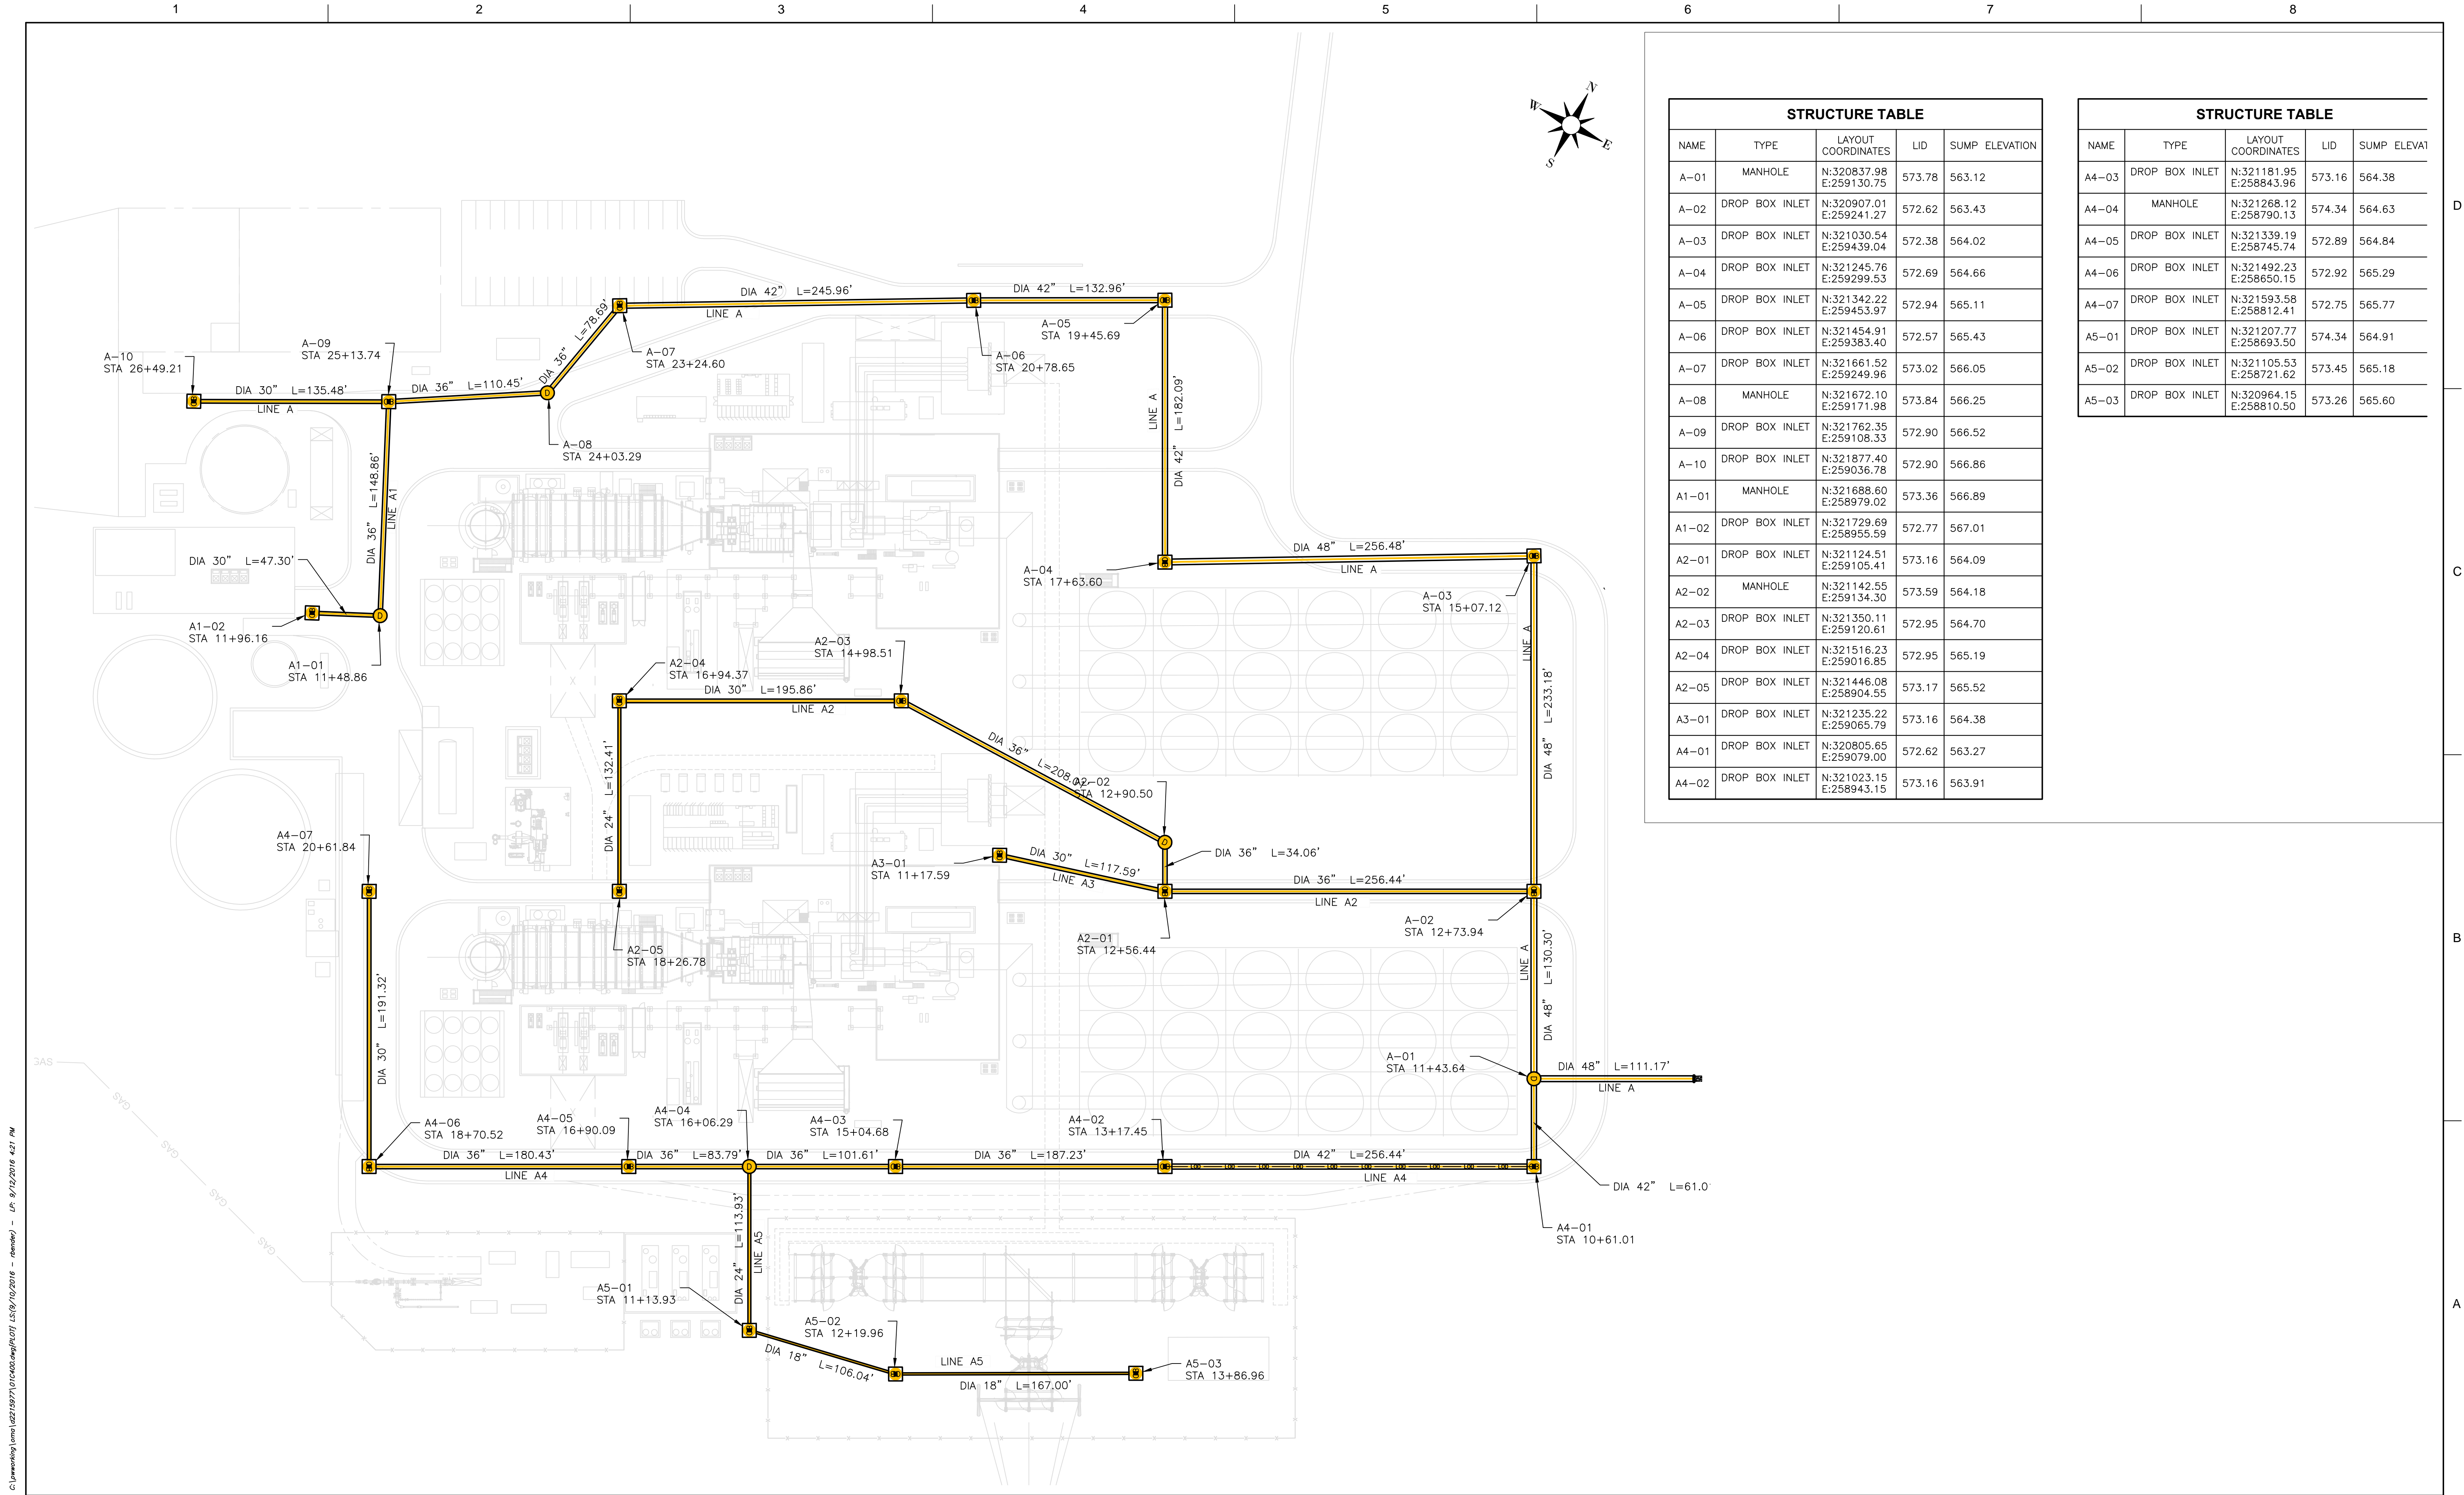 1 2 3 4 5 6 7 8
D
C
B
A
N
W
E
S
STRUCTURE TABLE
NAME TYPE LAYOUT COORDINATES LID SUMP ELEVATION
A-01 MANHOLE N:320837.98 E:259130.75 573.78 563.12
A-02 DROP BOX INLET N:320907.01 E:259241.27 572.62 563.43
A-03 DROP BOX INLET N:321030.54 E:259439.04 572.38 564.02
A-04 DROP BOX INLET N:321245.76 E:259299.53 572.69 564.66
A-05 DROP BOX INLET N:321342.22 E:259453.97 572.94 565.11
A-06 DROP BOX INLET N:321454.91 E:259383.40 572.57 565.43
A-07 DROP BOX INLET N:321661.52 E:259249.96 573.02 566.05
A-08 MANHOLE N:321672.10 E:259171.98 573.84 566.25
A-09 DROP BOX INLET N:321762.35 E:259108.33 572.90 566.52
A-10 DROP BOX INLET N:321877.40 E:259036.78 572.90 566.86
A1-01 MANHOLE N:321688.60 E:258979.02 573.36 566.89
A1-02 DROP BOX INLET N:321729.69 E:258955.59 572.77 567.01
A2-01 DROP BOX INLET N:321124.51 E:259105.41 573.16 564.09
A2-02 MANHOLE N:321142.55 E:259134.30 573.59 564.18
A2-03 DROP BOX INLET N:321350.11 E:259120.61 572.95 564.70
A2-04 DROP BOX INLET N:321516.23 E:259016.85 572.95 565.19
A2-05 DROP BOX INLET N:321446.08 E:258904.55 573.17 565.52
A3-01 DROP BOX INLET N:321235.22 E:259065.79 573.16 564.38
A4-01 DROP BOX INLET N:320805.65 E:259079.00 572.62 563.27
A4-02 DROP BOX INLET N:321023.15 E:258943.15 573.16 563.91
STRUCTURE TABLE
NAME TYPE LAYOUT COORDINATES LID SUMP ELEVAT
A4-03 DROP BOX INLET N:321181.95 E:258843.96 573.16 564.38
A4-04 MANHOLE N:321268.12 E:258790.13 574.34 564.63
A4-05 DROP BOX INLET N:321339.19 E:258745.74 572.89 564.84
A4-06 DROP BOX INLET N:321492.23 E:258650.15 572.92 565.29
A4-07 DROP BOX INLET N:321593.58 E:258812.41 572.75 565.77
A5-01 DROP BOX INLET N:321207.77 E:258693.50 574.34 564.91
A5-02 DROP BOX INLET N:321105.53 E:258721.62 573.45 565.18
A5-03 DROP BOX INLET N:320964.15 E:258810.50 573.26 565.60
A-10
STA 26+49.21
DIA 30" L=135.48'
LINE A
A-09
STA 25+13.74
DIA 36" L=110.45'
DIA 36" L=78.69'
A-08
STA 24+03.29
A-07
STA 23+24.60
DIA 42" L=245.96'
LINE A
A-06
STA 20+78.65
DIA 42" L=132.96'
A-05
STA 19+45.69
LINE A
DIA 42" L=182.09'
A-04
STA 17+63.60
DIA 48" L=256.48'
LINE A
A-03
STA 15+07.12
LINE A
DIA 48" L=233.18'
DIA 36" L=148.86'
LINE A1
DIA 30" L=47.30'
A1-02
STA 11+96.16
A1-01
STA 11+48.86
A2-04
STA 16+94.37
A2-03
STA 14+98.51
DIA 30" L=195.86'
LINE A2
DIA 24" L=132.41'
DIA 36"
A2-02
STA 12+90.50
DIA 36" L=34.06'
A3-01
STA 11+17.59
DIA 30" L=117.59'
LINE A3
DIA 36" L=256.44'
LINE A2
A2-05
STA 18+26.78
A2-01
STA 12+56.44
A-02
STA 12+73.94
LINE A
DIA 48" L=130.30'
A4-07
STA 20+61.84
DIA 30" L=191.32'
A-01
STA 11+43.64
DIA 48" L=111.17'
LINE A
A4-06
STA 18+70.52
A4-05
STA 16+90.09
A4-04
STA 16+06.29
A4-03
STA 15+04.68
A4-02
STA 13+17.45
DIA 36" L=180.43'
LINE A4
DIA 36" L=83.79'
DIA 36" L=101.61'
DIA 36" L=187.23'
DIA 42" L=256.44'
LINE A4
DIA 42" L=61.0
A4-01
STA 10+61.01
DIA 24" L=113.93'
LINE A5
A5-01
STA 11+13.93
A5-02
STA 12+19.96
DIA 18" L=106.04'
LINE A5
DIA 18" L=167.00'
A5-03
STA 13+86.96
GAS
GAS
GAS
GAS
GAS